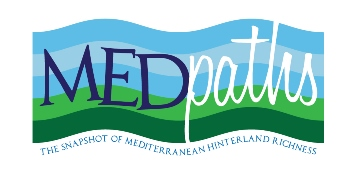 MEDpaths
THE SNAPSHOT OF MEDITERRANEAN HINTERLAND RICHNESS